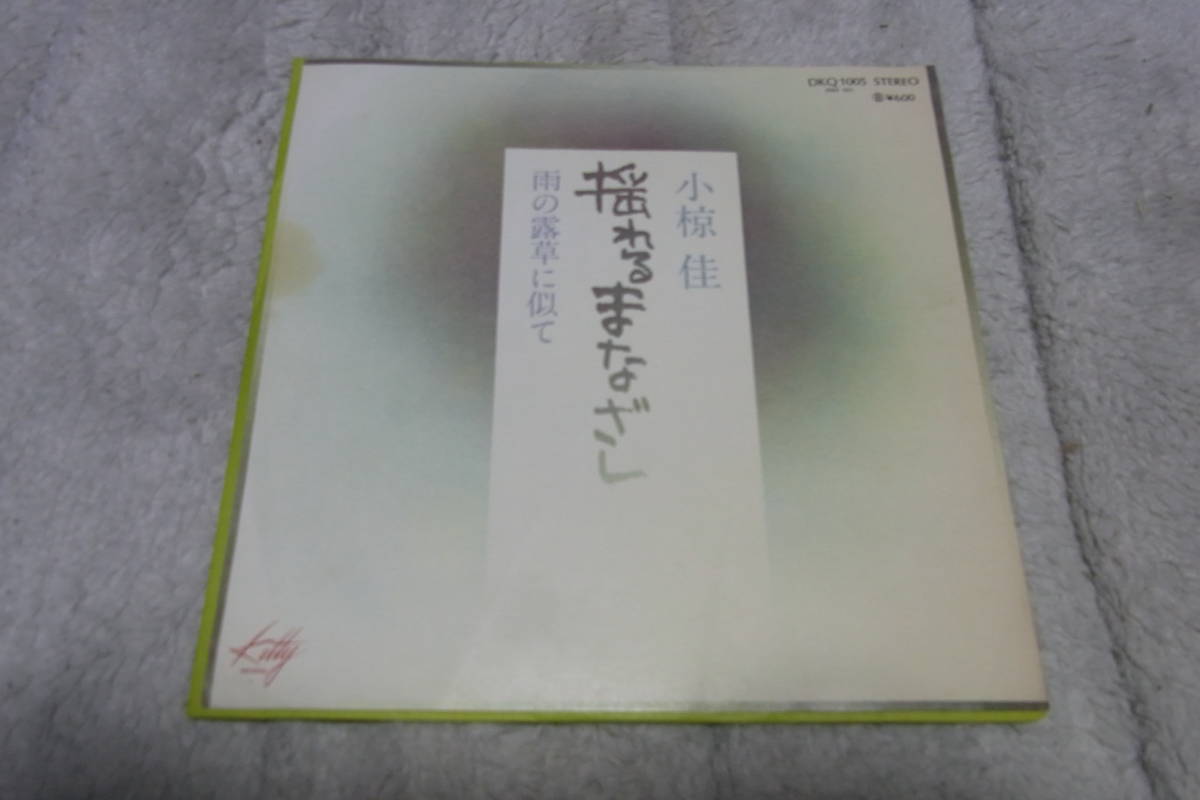 DKQ 1005 STEREO
¥600
小椋 佳
揺れるまなざし
雨の露草に似て
Kitty